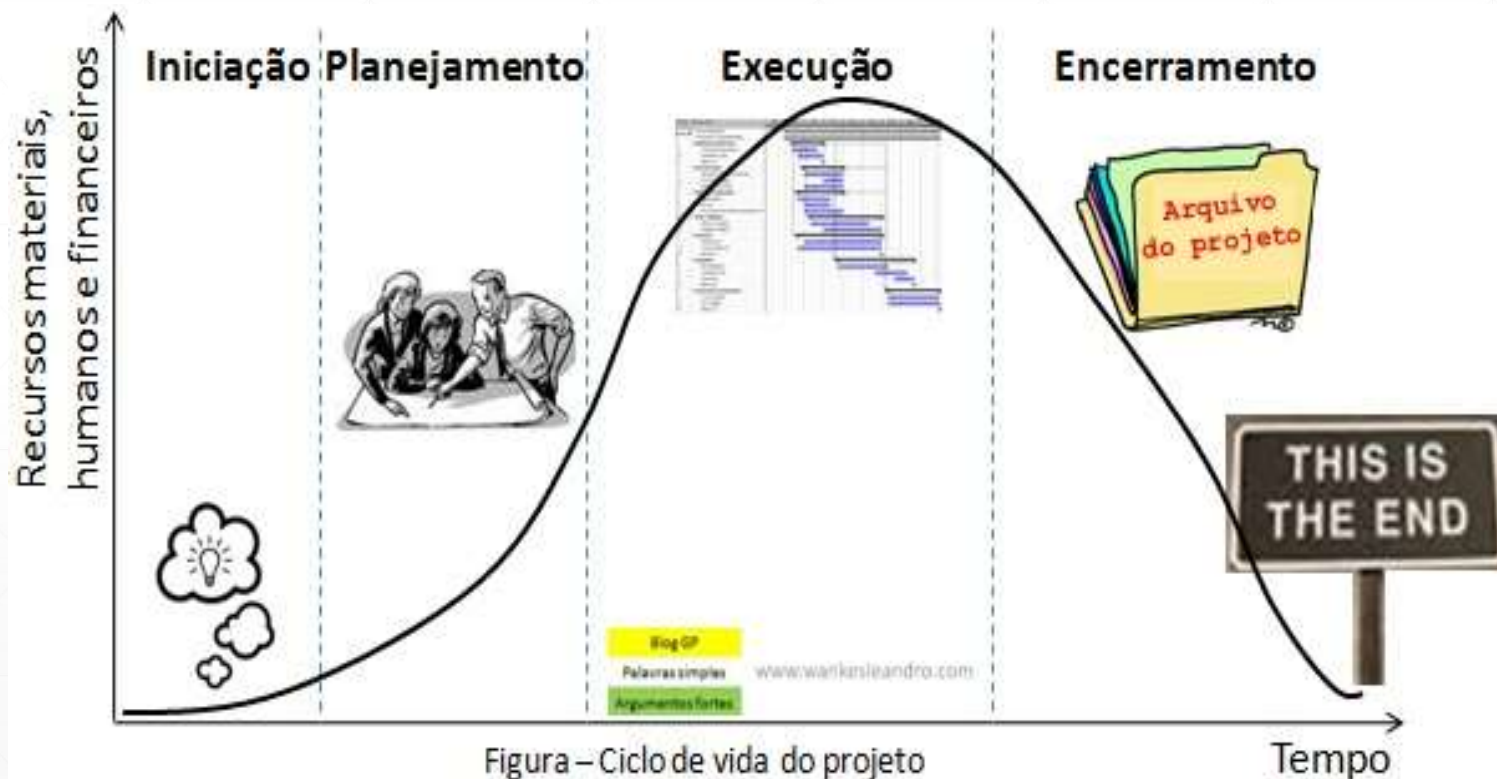 Recursos materiais,
humanos e financeiros
Iniciação
Planejamento
Execução
Encerramento
Arquivo
do projeto
THIS IS
THE END
Blog GP
Palavras simples
www.wankesleandro.com
Argumentos fortes
Figura – Ciclo de vida do projeto
Tempo